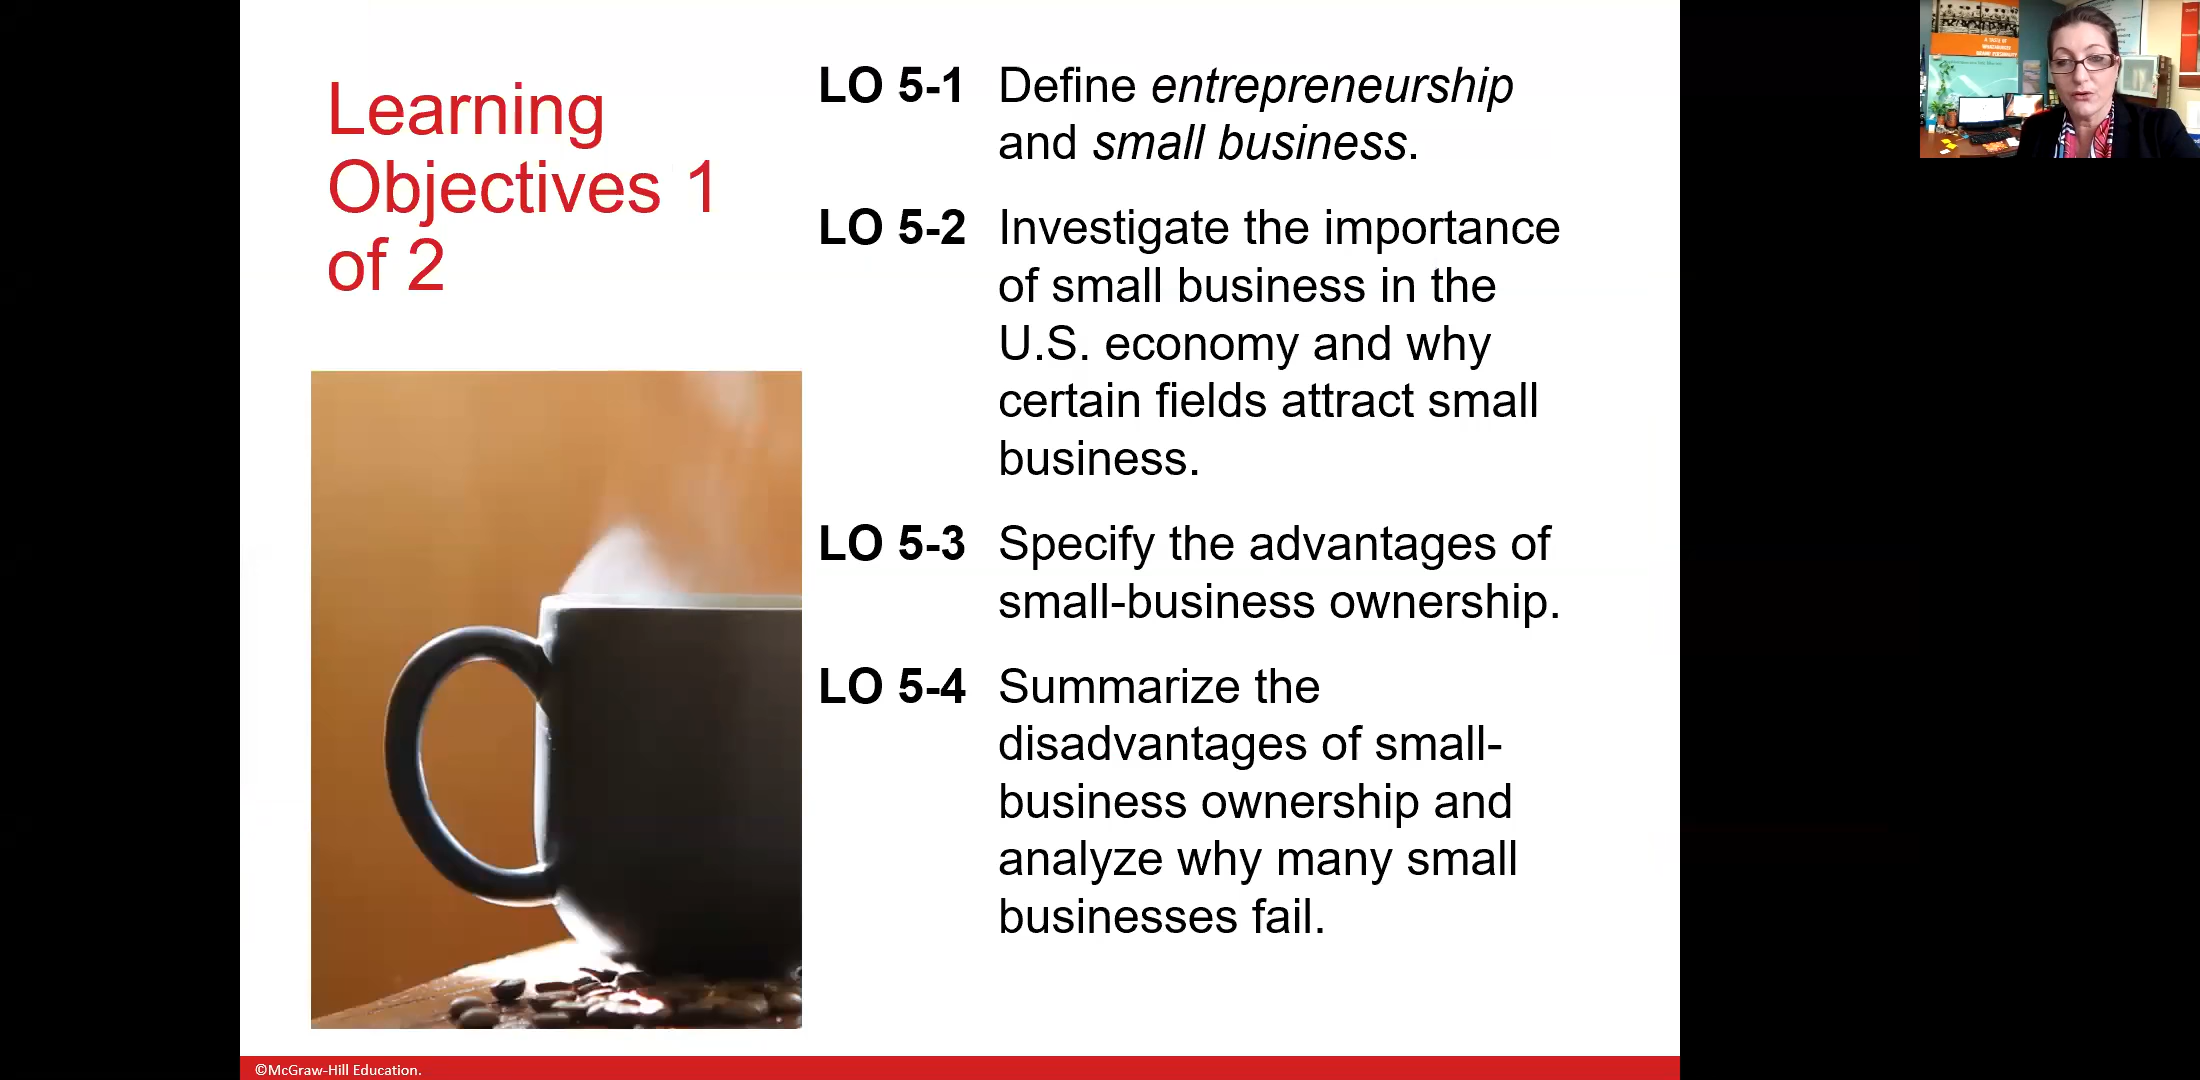 Learning
Objectives 1
of 2
LO 5-1 Define entrepreneurship
and small business.
LO 5-2 Investigate the importance
of small business in the
U.S. economy and why
certain fields attract small
business.
LO 5-3 Specify the advantages of
small-business ownership.
LO 5-4 Summarize the
disadvantages of small-
business ownership and
analyze why many small
businesses fail.
©McGraw-Hill Education.